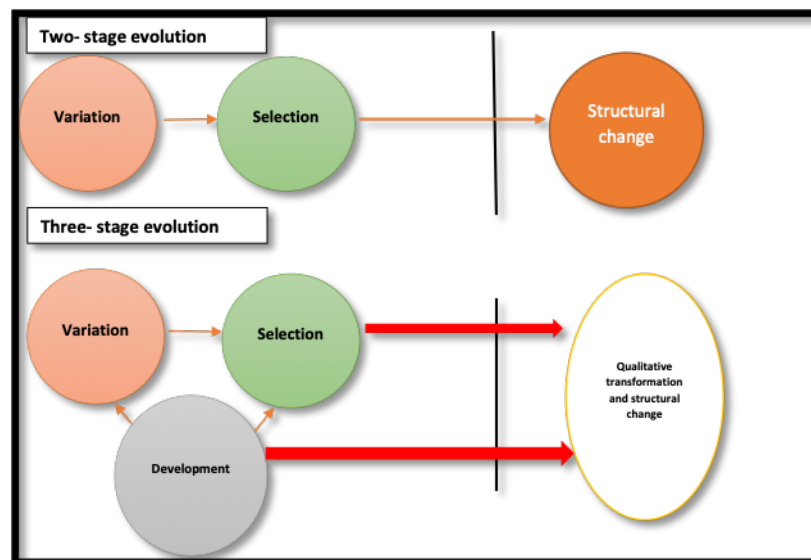 Two- stage evolution
Variation
Selection
Structural
change
Three- stage evolution
Variation
Selection
Qualitative
transformation
and structural
change
Development